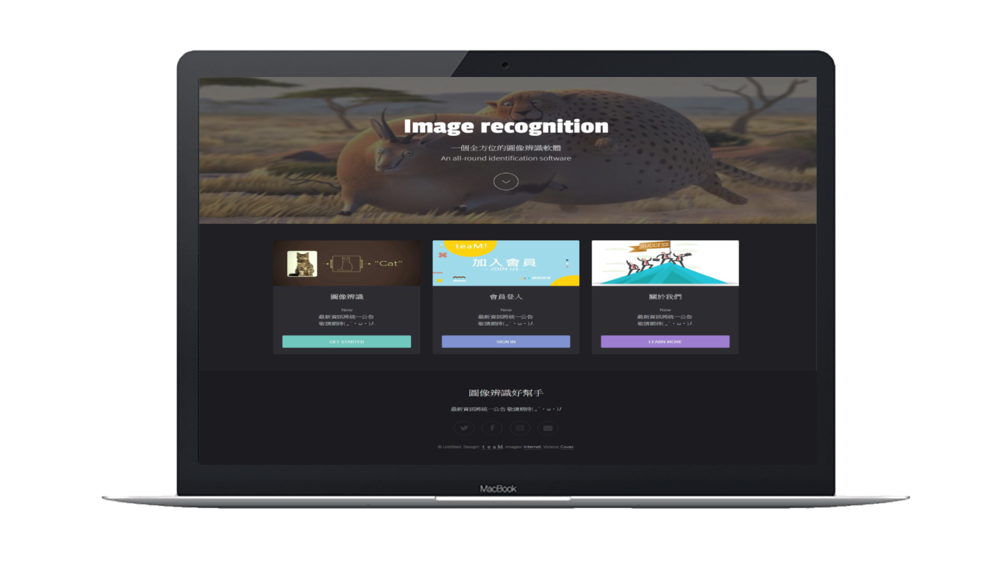 Image recognition
一個全方位的圖像辨識軟體
An all-round identification software
"Cat"
teaM!
加入會員
- JOIN US -
SUCCESS
圖像辨識
New
最新資訊將統一公告
敬請期待(„´・ω・)ﾉ
GET STARTED
會員登入
New
最新資訊將統一公告
敬請期待(„´・ω・)ﾉ
SIGN IN
關於我們
New
最新資訊將統一公告
敬請期待(„´・ω・)ﾉ
LEARN MORE
圖像辨識好幫手
最新資訊將統一公告 敬請期待(„´・ω・)ﾉ
© Untitled. Design: t e a M. Images: Internet. Videos: Cover.
MacBook